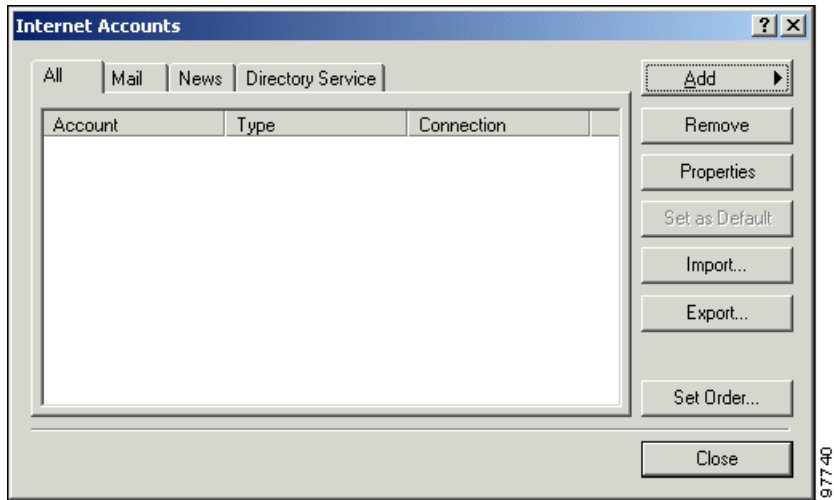 Internet Accounts
All Mail News Directory Service
Add
Account Type Connection
Remove
Properties
Set as Default
Import...
Export...
Set Order...
Close
97740